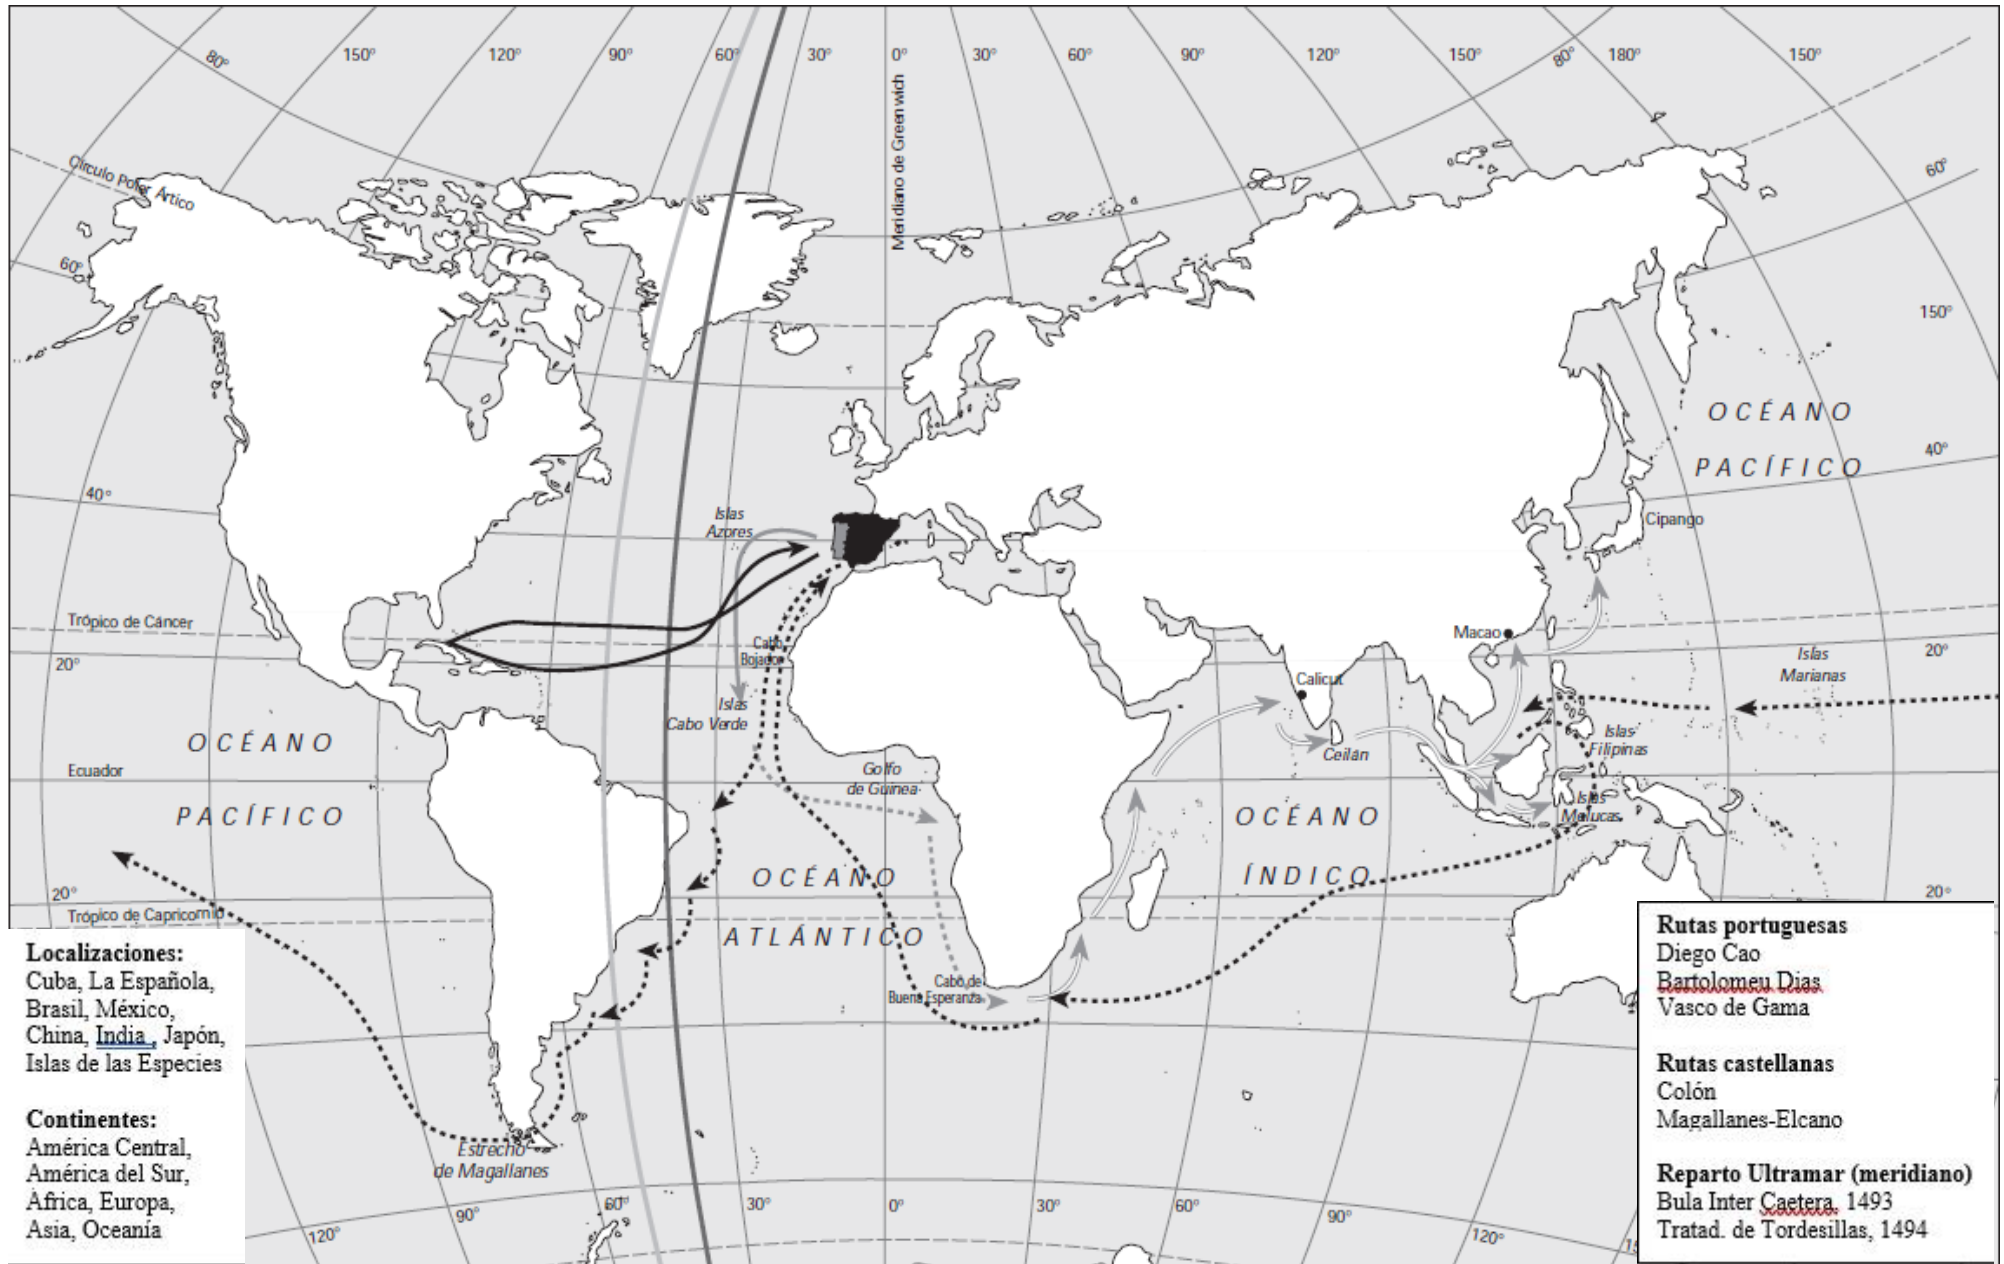 80°
150°
120°
90°
60°
30°
0°
30°
60°
90°
120°
150°
80°
180°
150°
Meridiano de Greenwich
Círculo Polar Ártico
60°
60°
150°
OCÉANO
PACÍFICO
40°
40°
Islas
Azores
Cipango
Trópico de Cáncer
20°
Cabo
Bojador
Macao
20°
Islas
Marianas
Calicut
Islas
Cabo Verde
OCÉANO
PACÍFICO
Ceilán
Islas
Filipinas
Ecuador
Golfo
de Guinea
Islas
Molucas
OCÉANO
ÍNDICO
OCÉANO
ATLÁNTICO
20°
20°
Trópico de Capricornio
Cabo de
Buena Esperanza
Estrecho
de Magallanes
120°
90°
60°
30°
0°
30°
60°
90°
120°
15
Localizaciones:
Cuba, La Española,
Brasil, México,
China, India , Japón,
Islas de las Especies
Continentes:
América Central,
América del Sur,
África, Europa,
Asia, Oceanía
Rutas portuguesas
Diego Cao
Bartolomeu Dias
Vasco de Gama
Rutas castellanas
Colón
Magallanes-Elcano
Reparto Ultramar (meridiano)
Bula Inter Caetera, 1493
Tratad. de Tordesillas, 1494